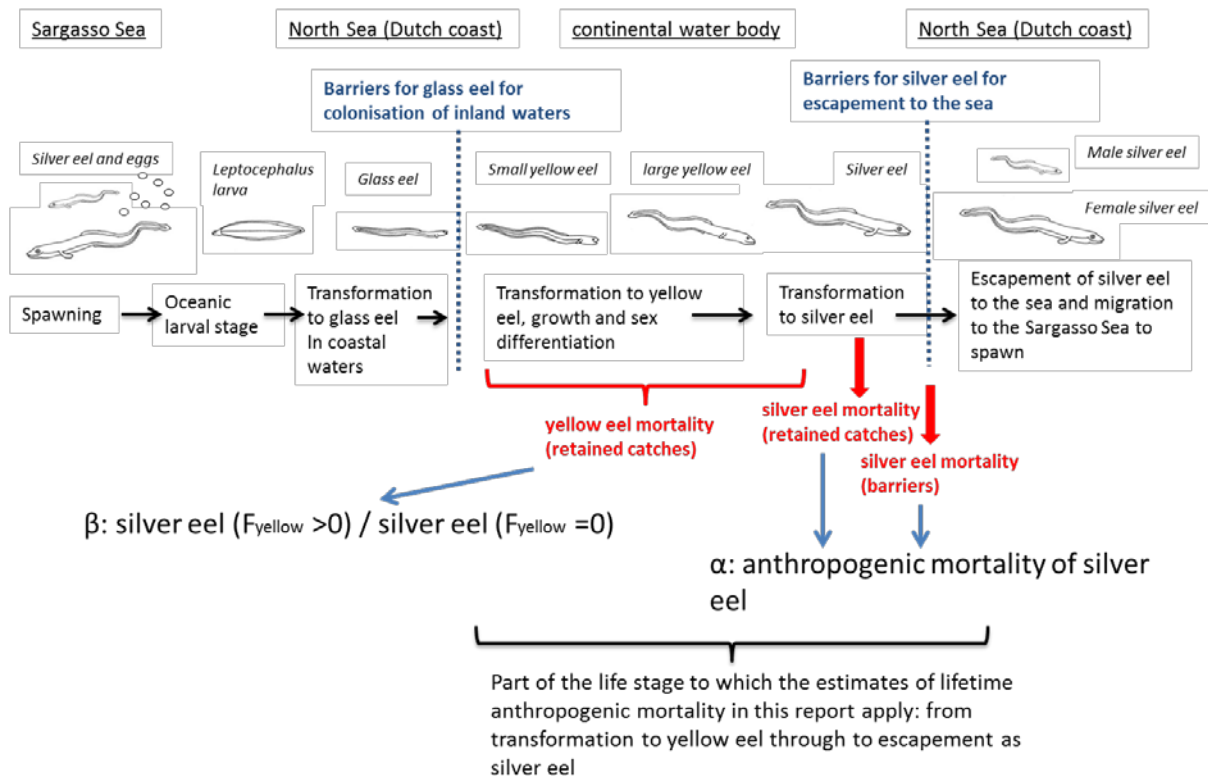 Sargasso Sea
North Sea (Dutch coast)
continental water body
North Sea (Dutch coast)
Barriers for glass eel for
colonisation of inland waters
Barriers for silver eel for
escapement to the sea
Silver eel and eggs
Leptocephalus
larva
Glass eel
Small yellow eel
large yellow eel
Silver eel
Male silver eel
Female silver eel
Spawning
Oceanic
larval stage
Transformation
to glass eel
In coastal
waters
Transformation to yellow
eel, growth and sex
differentiation
Transformation
to silver eel
Escapement of silver eel
to the sea and migration
to the Sargasso Sea to
spawn
yellow eel mortality
(retained catches)
silver eel mortality
(retained catches)
silver eel mortality
(barriers)
β: silver eel (Fyellow >0) / silver eel (Fyellow =0)
α: anthropogenic mortality of silver
eel
Part of the life stage to which the estimates of lifetime
anthropogenic mortality in this report apply: from
transformation to yellow eel through to escapement as
silver eel